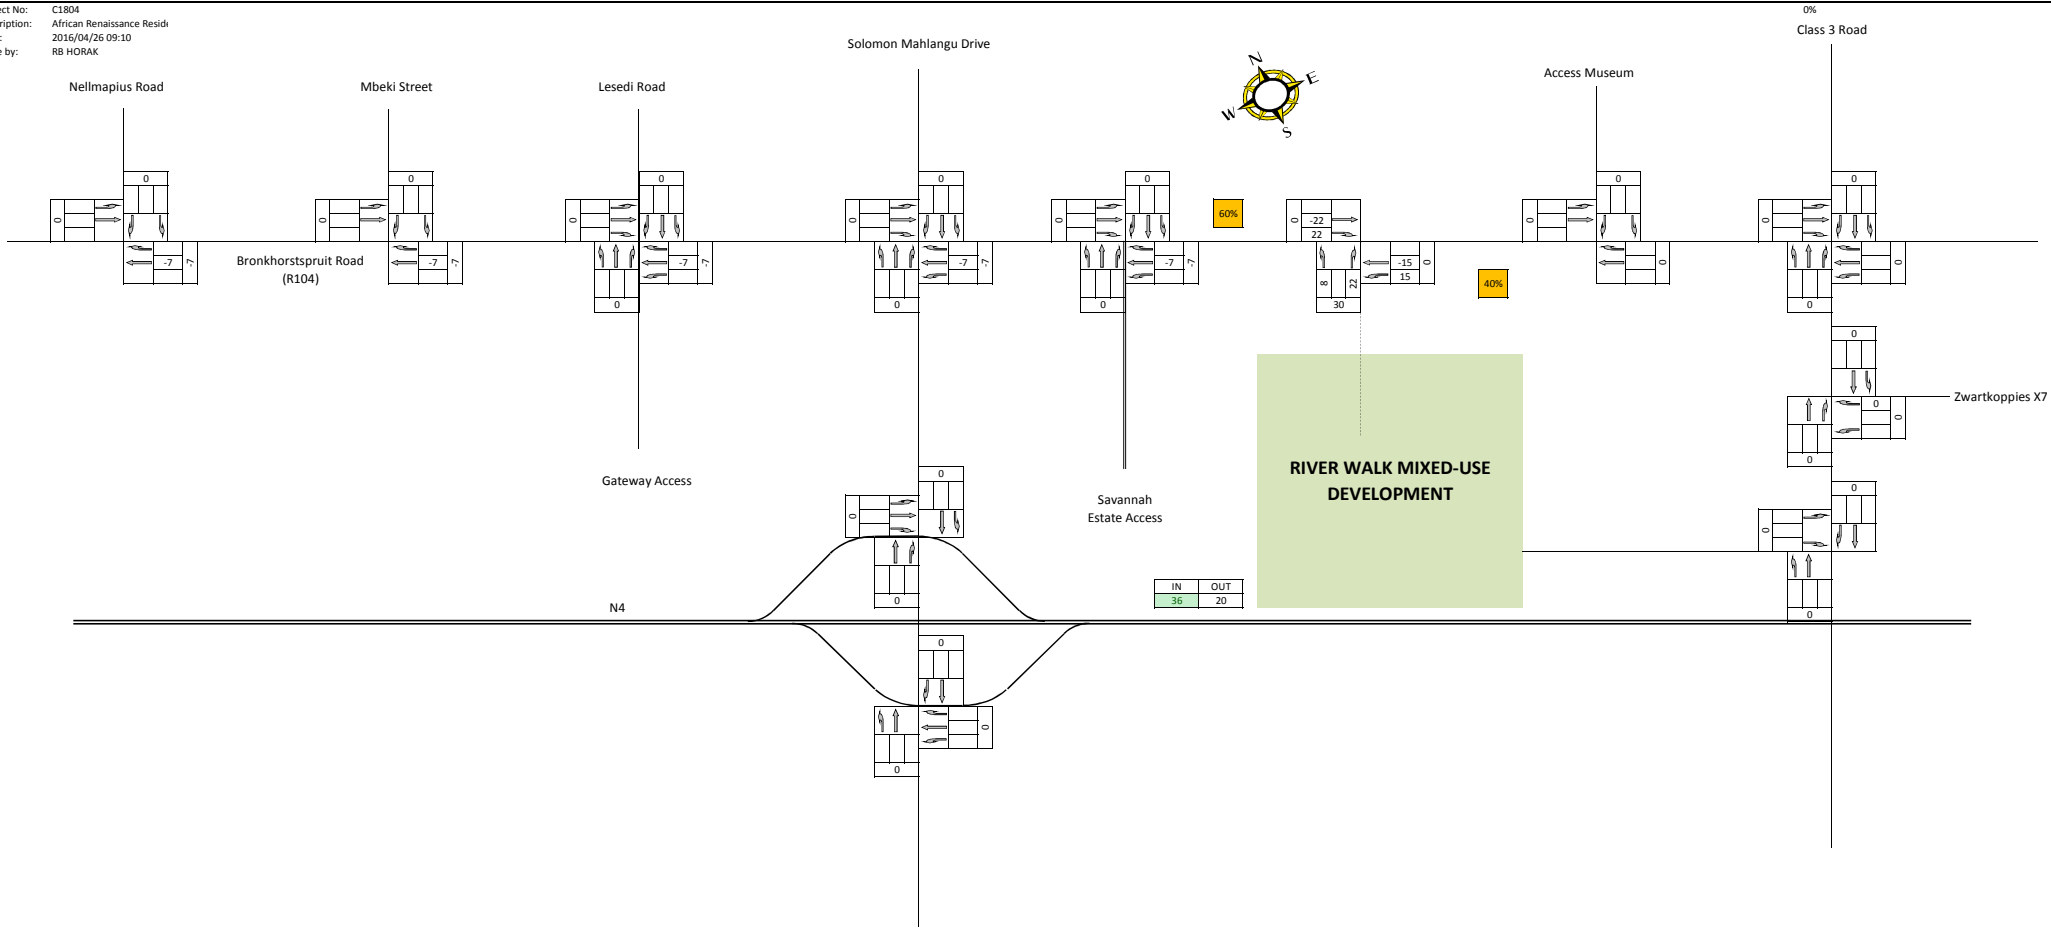 ect No: C1804
ription: African Renaissance Reside
: 2016/04/26 09:10
e by: RB HORAK
0%
Class 3 Road
Solomon Mahlangu Drive
N
E
W
S
Access Museum
Nellmapius Road
Mbeki Street
Lesedi Road
0
0
0
0
0
0
0
0
0
0
0
0
60%
0
-22
22
0
0
-7
-7
Bronkhorstspruit Road
(R104)
-7
-7
-7
-7
-7
-7
-7
-7
-15
0
15
0
0
8
22
40%
0
0
0
30
0
0
Zwartkoppies X7
0
0
0
RIVER WALK MIXED-USE
DEVELOPMENT
0
Gateway Access
0
Savannah
Estate Access
0
0
IN OUT
36 20
0
N4
0
0
0
0